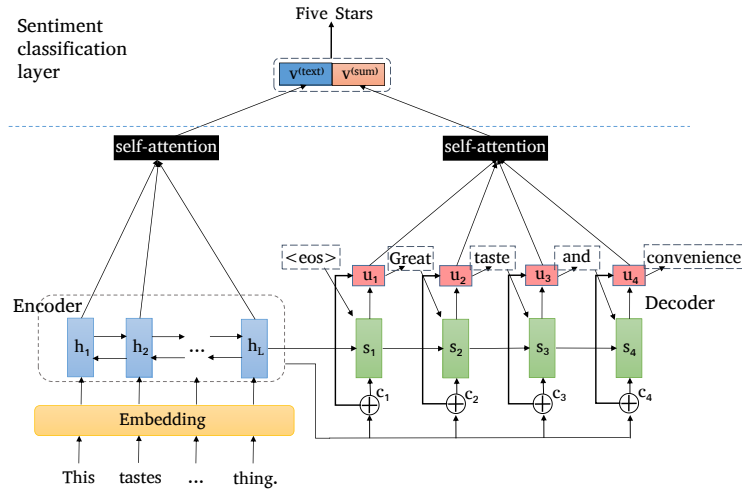 Five Stars
Sentiment
classification
layer
v(text) v(sum)
self-attention self-attention
<eos> Great taste and convenience
u1 u2 u3 u4
Encoder Decoder
h1 h2 ... hL s1 s2 s3 s4
c1 c2 c3 c4
Embedding
This tastes ... thing.